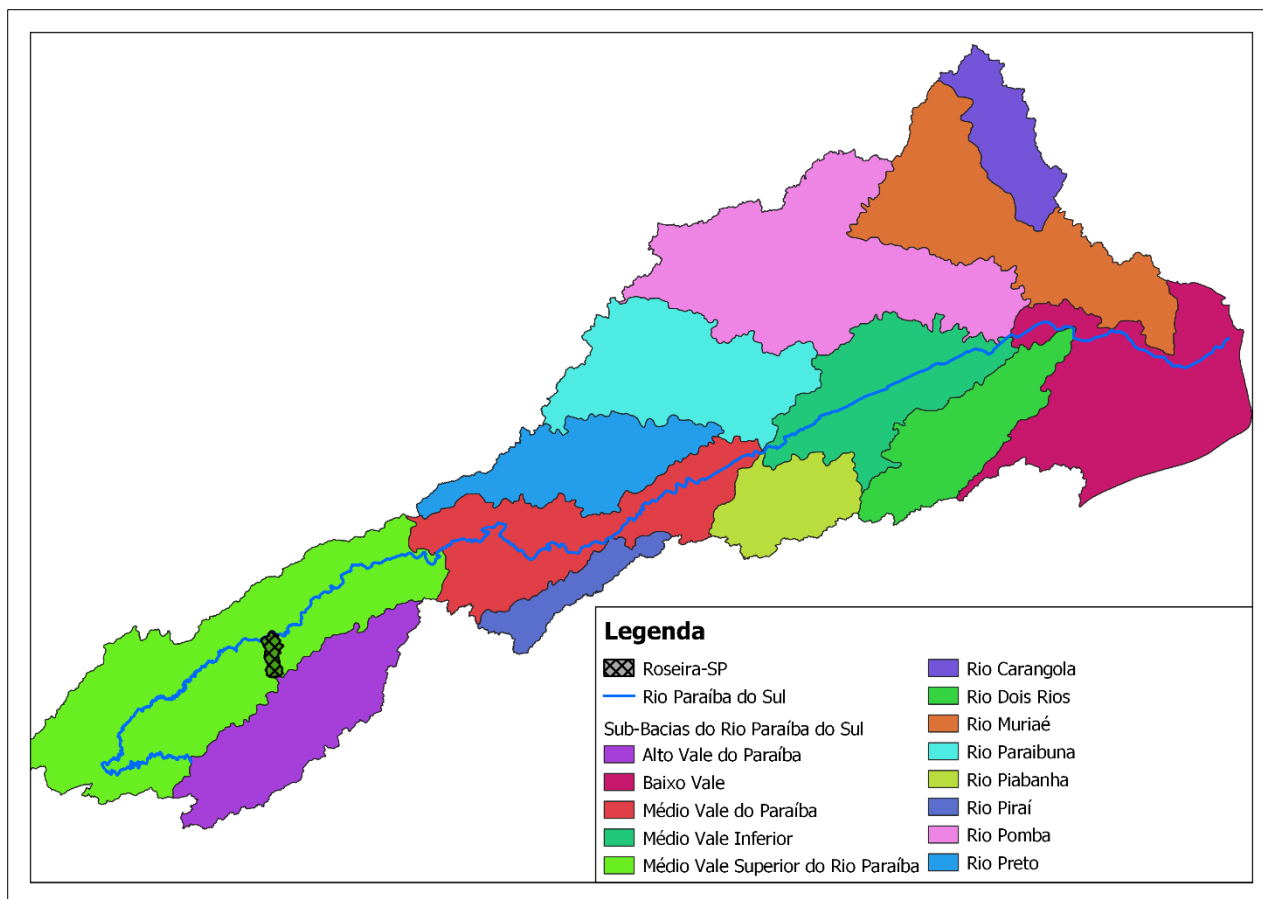 Legenda
Roseira-SP
Rio Paraíba do Sul
Sub-Bacias do Rio Paraíba do Sul
Alto Vale do Paraíba
Baixo Vale
Médio Vale do Paraíba
Médio Vale Inferior
Médio Vale Superior do Rio Paraíba
Rio Carangola
Rio Dois Rios
Rio Muriaé
Rio Paraibuna
Rio Piabanha
Rio Piraí
Rio Pomba
Rio Preto